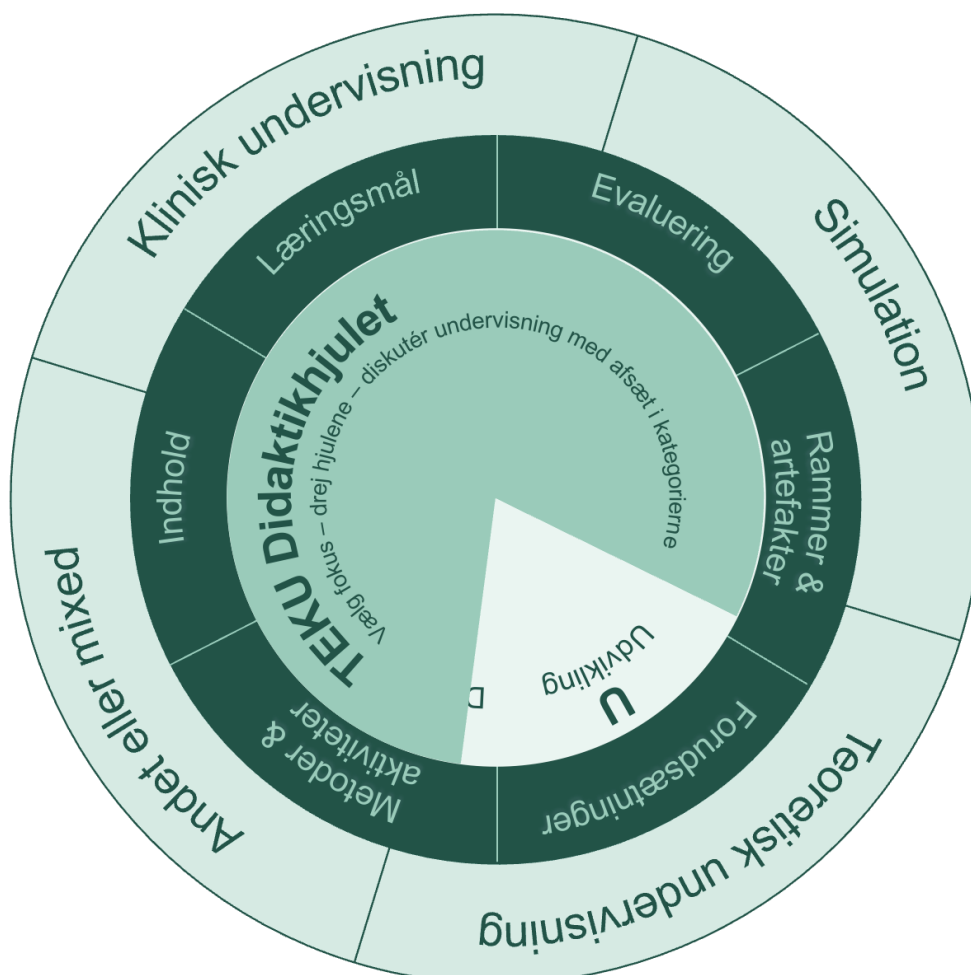 Klinisk undervisning
Simulation
Teoretisk undervisning
Andet eller mixed
Læringsmål
Evaluering
Rammer &
artefakter
Forudsætninger
Metoder &
aktiviteter
Indhold
TEKU Didaktikhjulet
Vælg fokus – drej hjulene – diskutér undervisning med afsæt i kategorierne
Udvikling
U
D